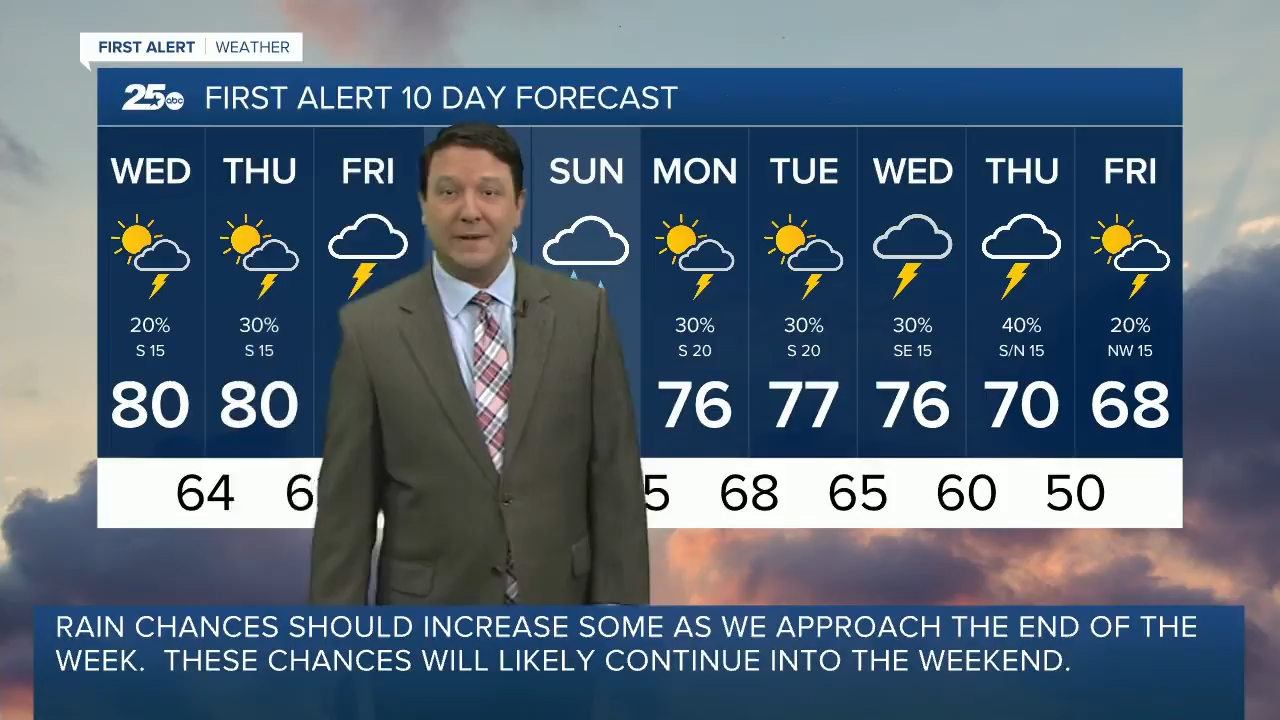 FIRST ALERT | WEATHER
25 abc FIRST ALERT 10 DAY FORECAST
WED THU FRI SUN MON TUE WED THU FRI
20% 30% 30% 30% 30% 40% 20%
S 15 S 15 S 20 S 20 SE 15 S/N 15 NW 15
80 80 76 77 76 70 68
64 6 5 68 65 60 50
RAIN CHANCES SHOULD INCREASE SOME AS WE APPROACH THE END OF THE
WEEK. THESE CHANCES WILL LIKELY CONTINUE INTO THE WEEKEND.